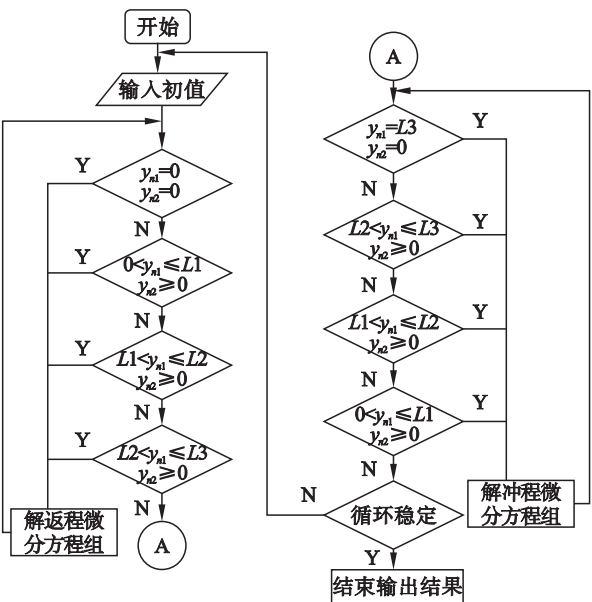 开始
输入初值
Y
yn1=0
yn2=0
N
Y
0<yn1≤L1
yn2≥0
N
Y
L1<yn1≤L2
yn2≥0
N
Y
L2<yn1≤L3
yn2≥0
N
解返程微
分方程组
A
A
yn1=L3
yn2=0
Y
N
L2<yn1≤L3
yn2≥0
Y
N
L1<yn1≤L2
yn2≥0
Y
N
0<yn1≤L1
yn2≥0
Y
N
解冲程微
分方程组
N
循环稳定
Y
结束输出结果